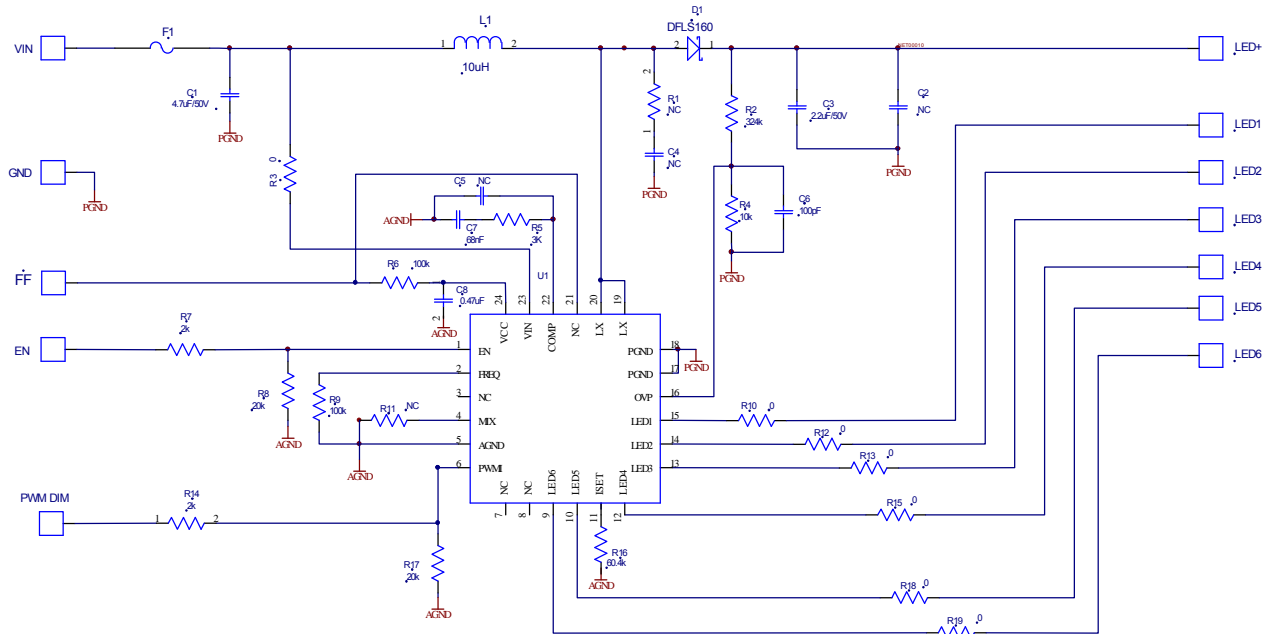 VIN
F1
L1
1
2
10uH
D1
DFLS160
2
1
NET00010
LED+
C1
4.7uF/50V
PGND
2
R1
NC
1
C4
NC
PGND
R2
324k
C3
2.2uF/50V
C2
NC
PGND
LED1
GND
PGND
R3
0
C5
NC
AGND
C7
68nF
R5
3K
R4
10k
C6
100pF
PGND
LED2
LED3
LED4
FF
R6
100k
C8
0.47uF
2
AGND
U1
24
23
22
21
20
19
VCC
VIN
COMP
NC
LX
LX
LED5
LED6
EN
R7
2k
R8
20k
AGND
R9
100k
R11
NC
AGND
1
EN
2
FREQ
3
NC
4
MIX
5
AGND
6
PWMI
PGND
18
PGND
PGND
17
OVP
16
LED1
15
LED2
14
LED3
13
R10
0
R12
0
R13
0
NC
NC
LED6
LED5
ISET
LED4
7
8
9
10
11
12
PWM DIM
1
R14
2k
2
R17
20k
AGND
R16
60.4k
AGND
R15
0
R18
0
R19
0